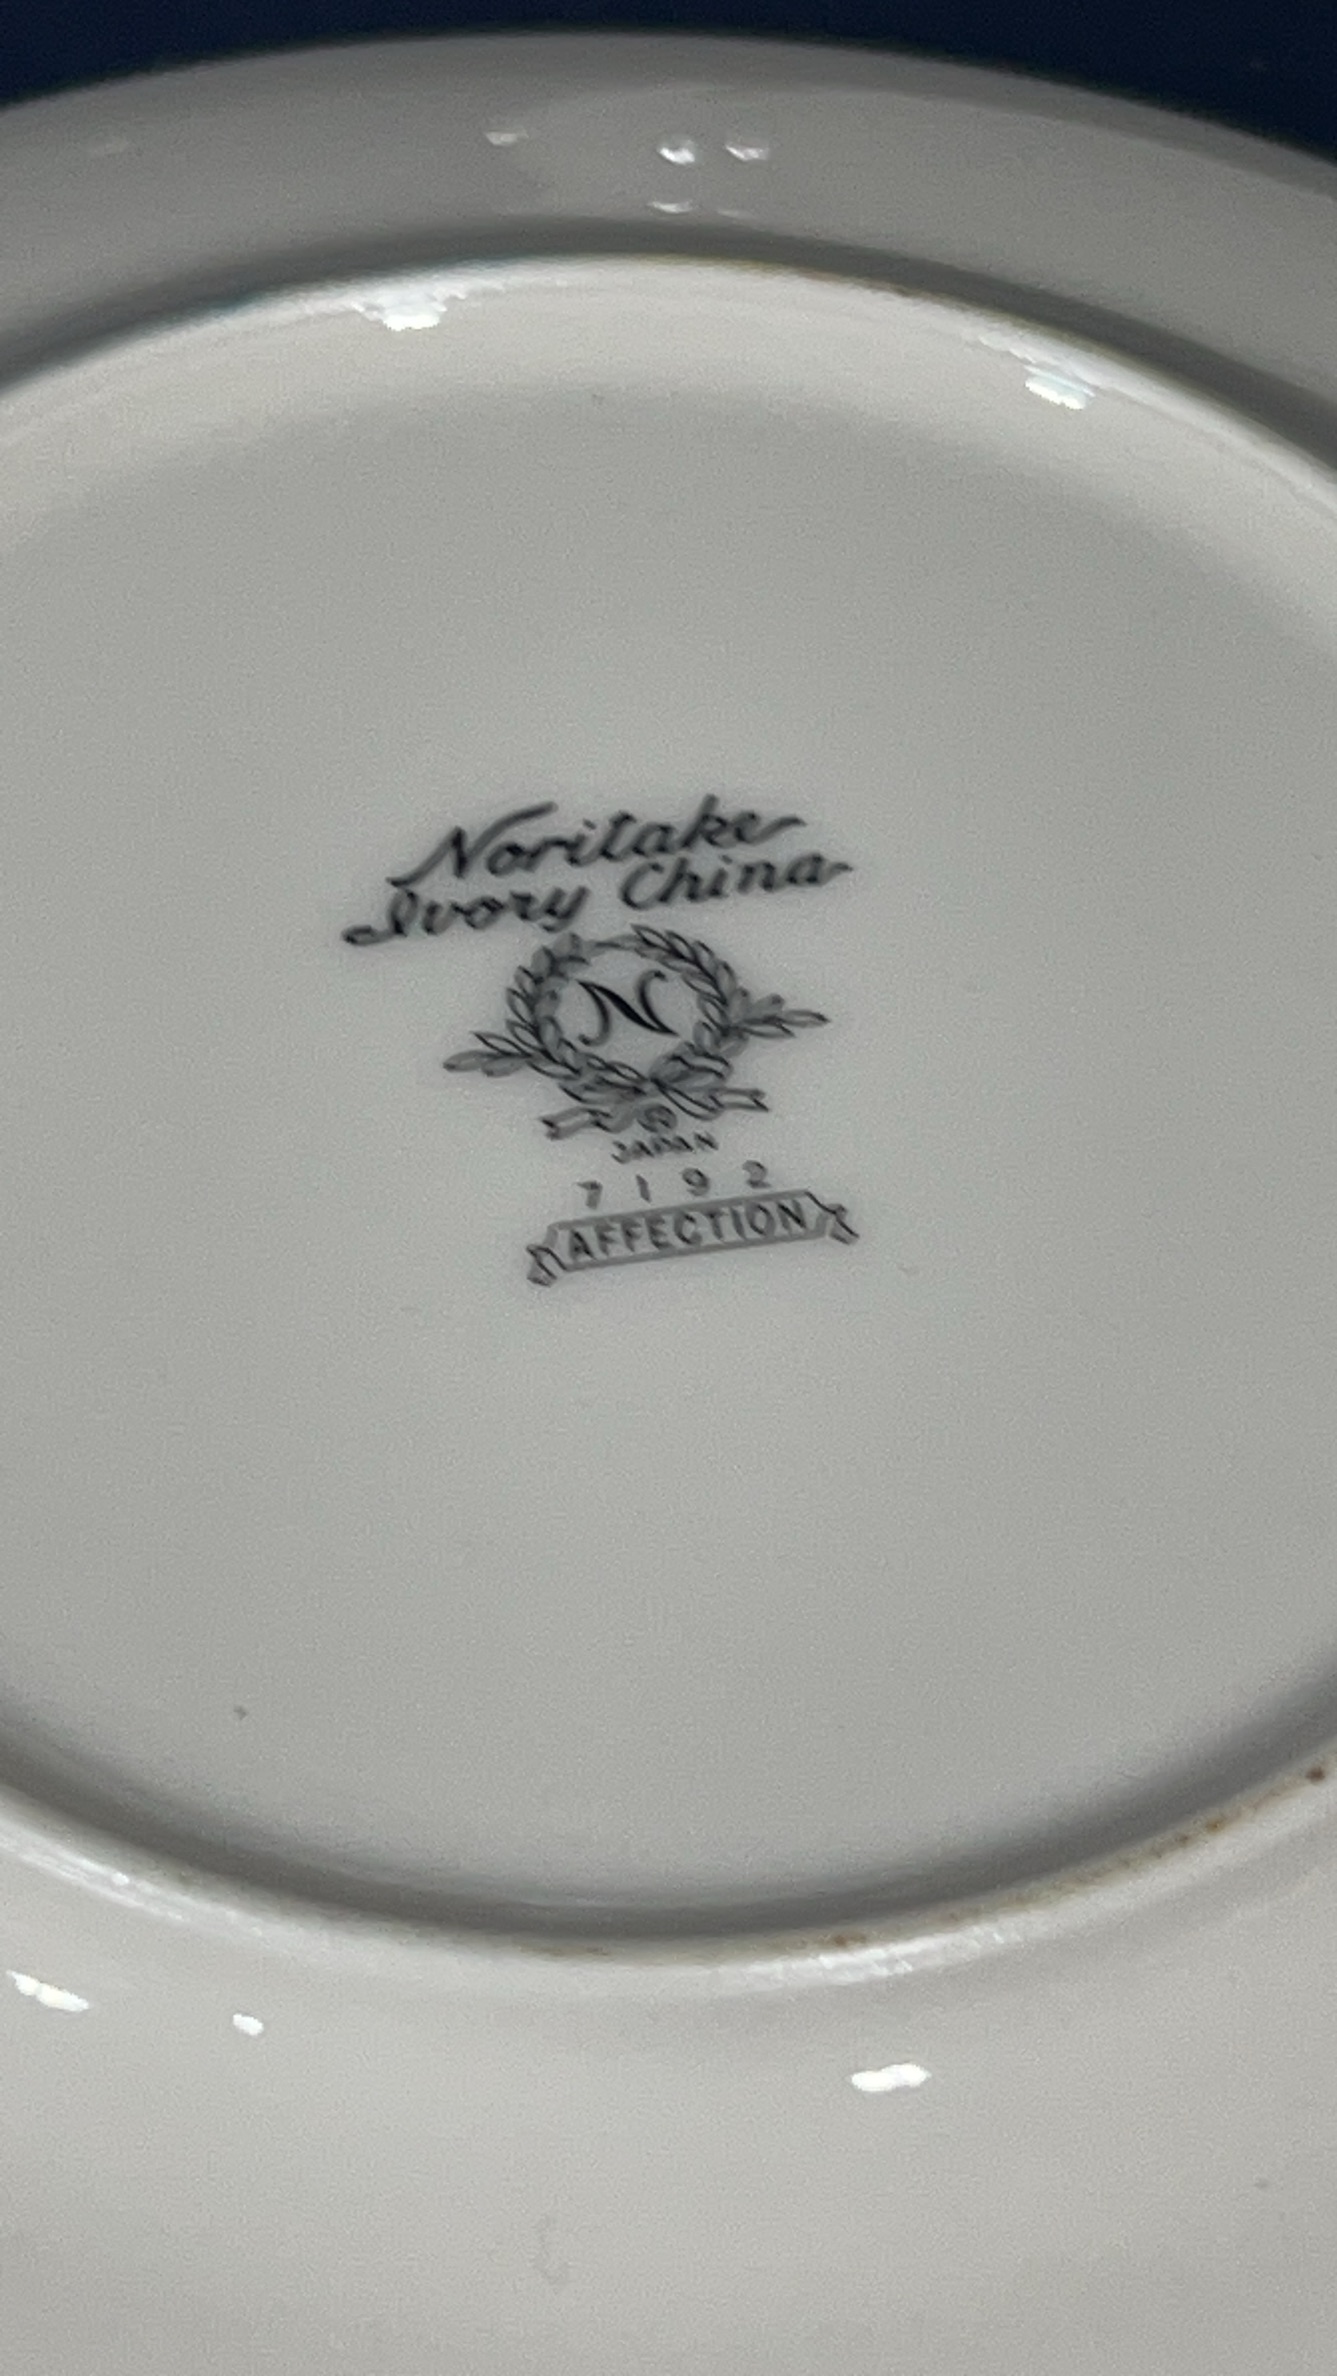 Noritake
Ivory China
N
JAPAN
7192
AFFECTION